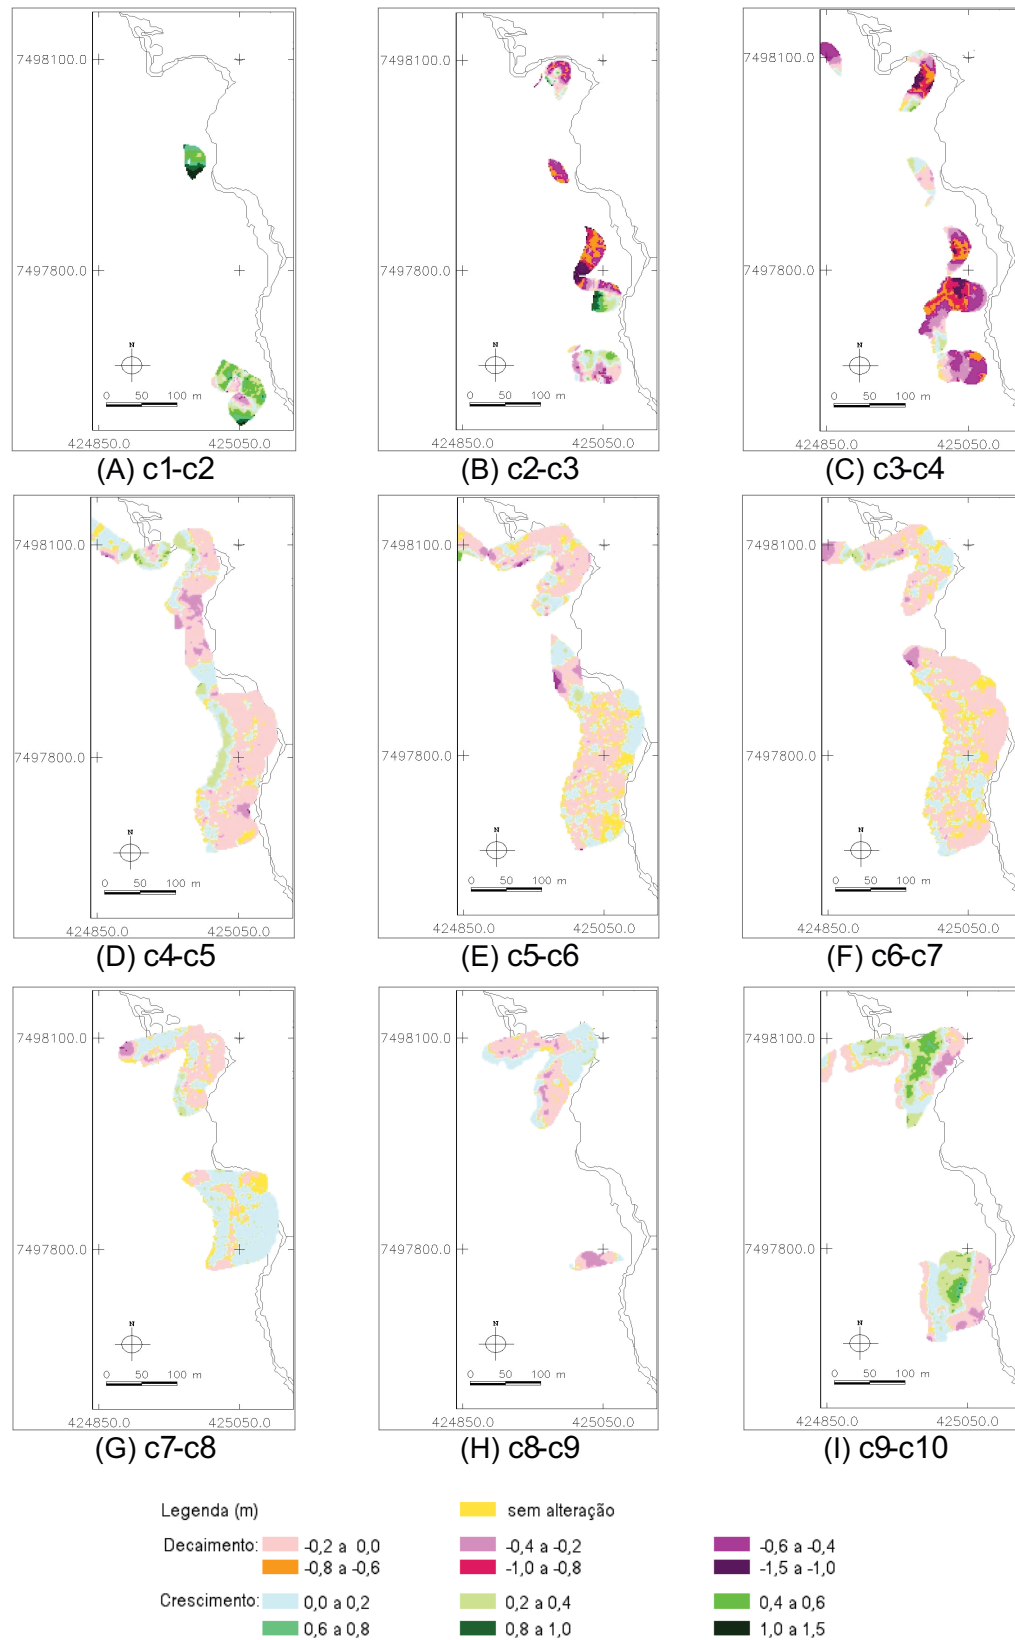 7498100.0
7497800.0
N
0 50 100 m
424850.0 425050.0
(A) c1-c2
7498100.0
7497800.0
N
0 50 100 m
424850.0 425050.0
(B) c2-c3
7498100.0
7497800.0
N
0 50 100 m
424850.0 425050.0
(C) c3-c4
7498100.0
7497800.0
N
0 50 100 m
424850.0 425050.0
(D) c4-c5
7498100.0
7497800.0
N
0 50 100 m
424850.0 425050.0
(E) c5-c6
7498100.0
7497800.0
N
0 50 100 m
424850.0 425050.0
(F) c6-c7
7498100.0
7497800.0
N
0 50 100 m
424850.0 425050.0
(G) c7-c8
7498100.0
7497800.0
N
0 50 100 m
424850.0 425050.0
(H) c8-c9
7498100.0
7497800.0
N
0 50 100 m
424850.0 425050.0
(I) c9-c10
Legenda (m) sem alteração
Decaimento: -0,2 a 0,0 -0,4 a -0,2 -0,6 a -0,4
-0,8 a -0,6 -1,0 a -0,8 -1,5 a -1,0
Crescimento: 0,0 a 0,2 0,2 a 0,4 0,4 a 0,6
0,6 a 0,8 0,8 a 1,0 1,0 a 1,5